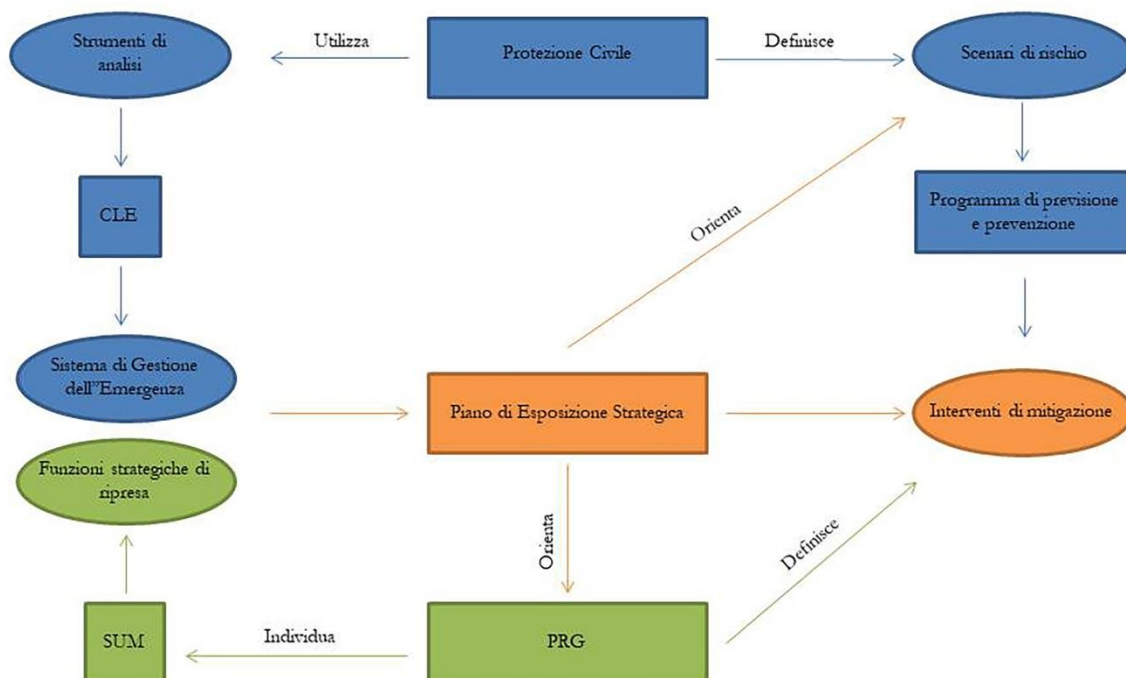 Strumenti di
analisi
Utilizza
Protezione Civile
Definisce
Scenari di rischio
CLE
Programma di previsione
e prevenzione
Orienta
Sistema di Gestione
dell''Emergenza
Piano di Esposizione Strategica
Interventi di mitigazione
Funzioni strategiche di
ripresa
Orienta
Definisce
SUM
Individua
PRG